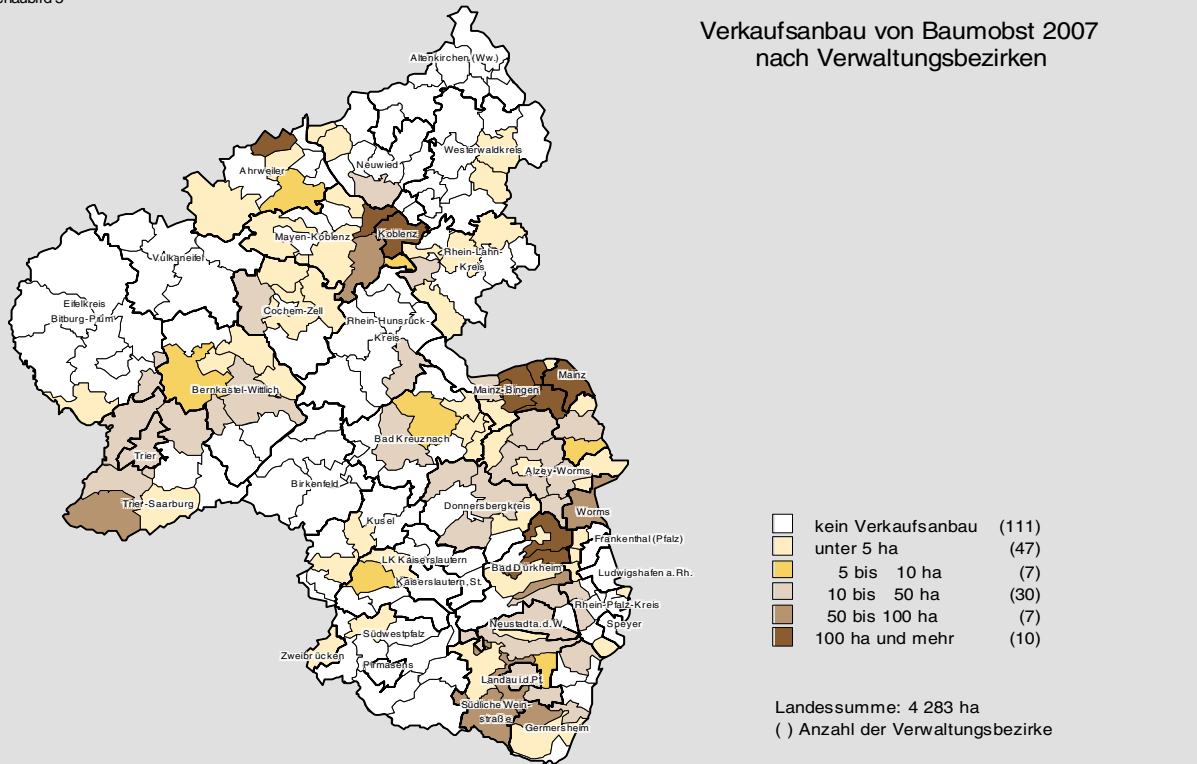 Verkaufsanbau von Baumobst 2007
nach Verwaltungsbezirken
Altenkirchen (Ww.)
Westerwaldkreis
Neuwied
Ahrweiler
Mayen-Koblenz
Koblenz
Rhein-Lahn-
Kreis
Vulkaneifel
Eifelkreis
Bitburg-Prüm
Cochem-Zell
Rhein-Hunsrück-
Kreis
Bernkastel-Wittlich
Mainz-Bingen
Mainz
Bad Kreuznach
Trier
Alzey-Worms
Birkenfeld
Trier-Saarburg
Donnersbergkreis
Worms
Kusel
Frankenthal (Pfalz)
LK Kaiserslautern
Bad Dürkheim
Ludwigshafen a.Rh.
Kaiserslautern, St.
Rhein-Pfalz-Kreis
Neustadt a.d.W.
Speyer
Südwestpfalz
Zweibrücken
Pirmasens
Landau i.d.Pf.
Südliche Wein-
straße
Germersheim
kein Verkaufsanbau (111)
unter 5 ha (47)
5 bis 10 ha (7)
10 bis 50 ha (30)
50 bis 100 ha (7)
100 ha und mehr (10)
Landessumme: 4 283 ha
( ) Anzahl der Verwaltungsbezirke